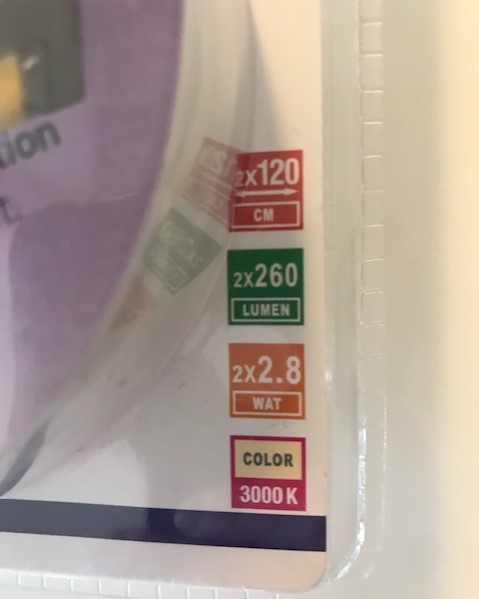 tion
t.
2x120
CM
2x260
LUMEN
2x2.8
WAT
COLOR
3000 K